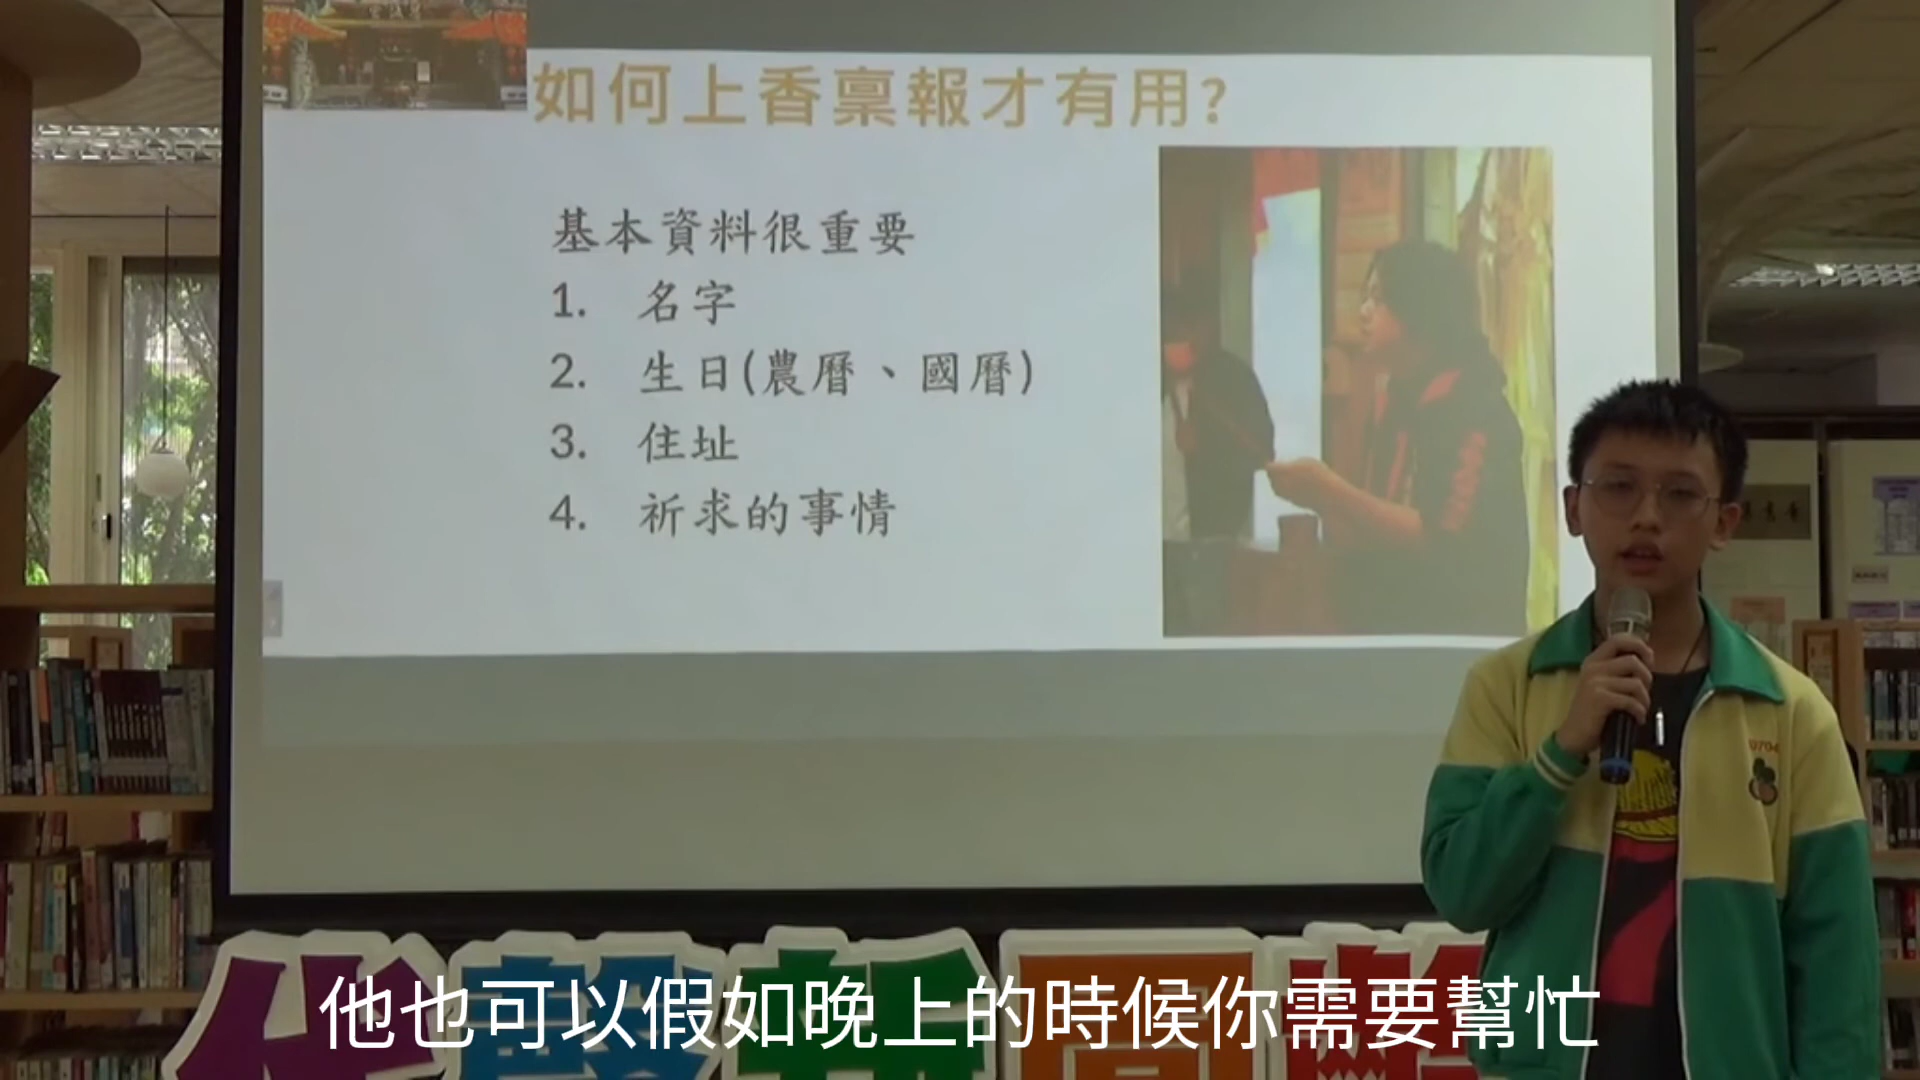 如何上香稟報才有用?
基本資料很重要
1. 名字
2. 生日(農曆、國曆)
3. 住址
4. 祈求的事情
他也可以假如晚上的時候你需要幫忙